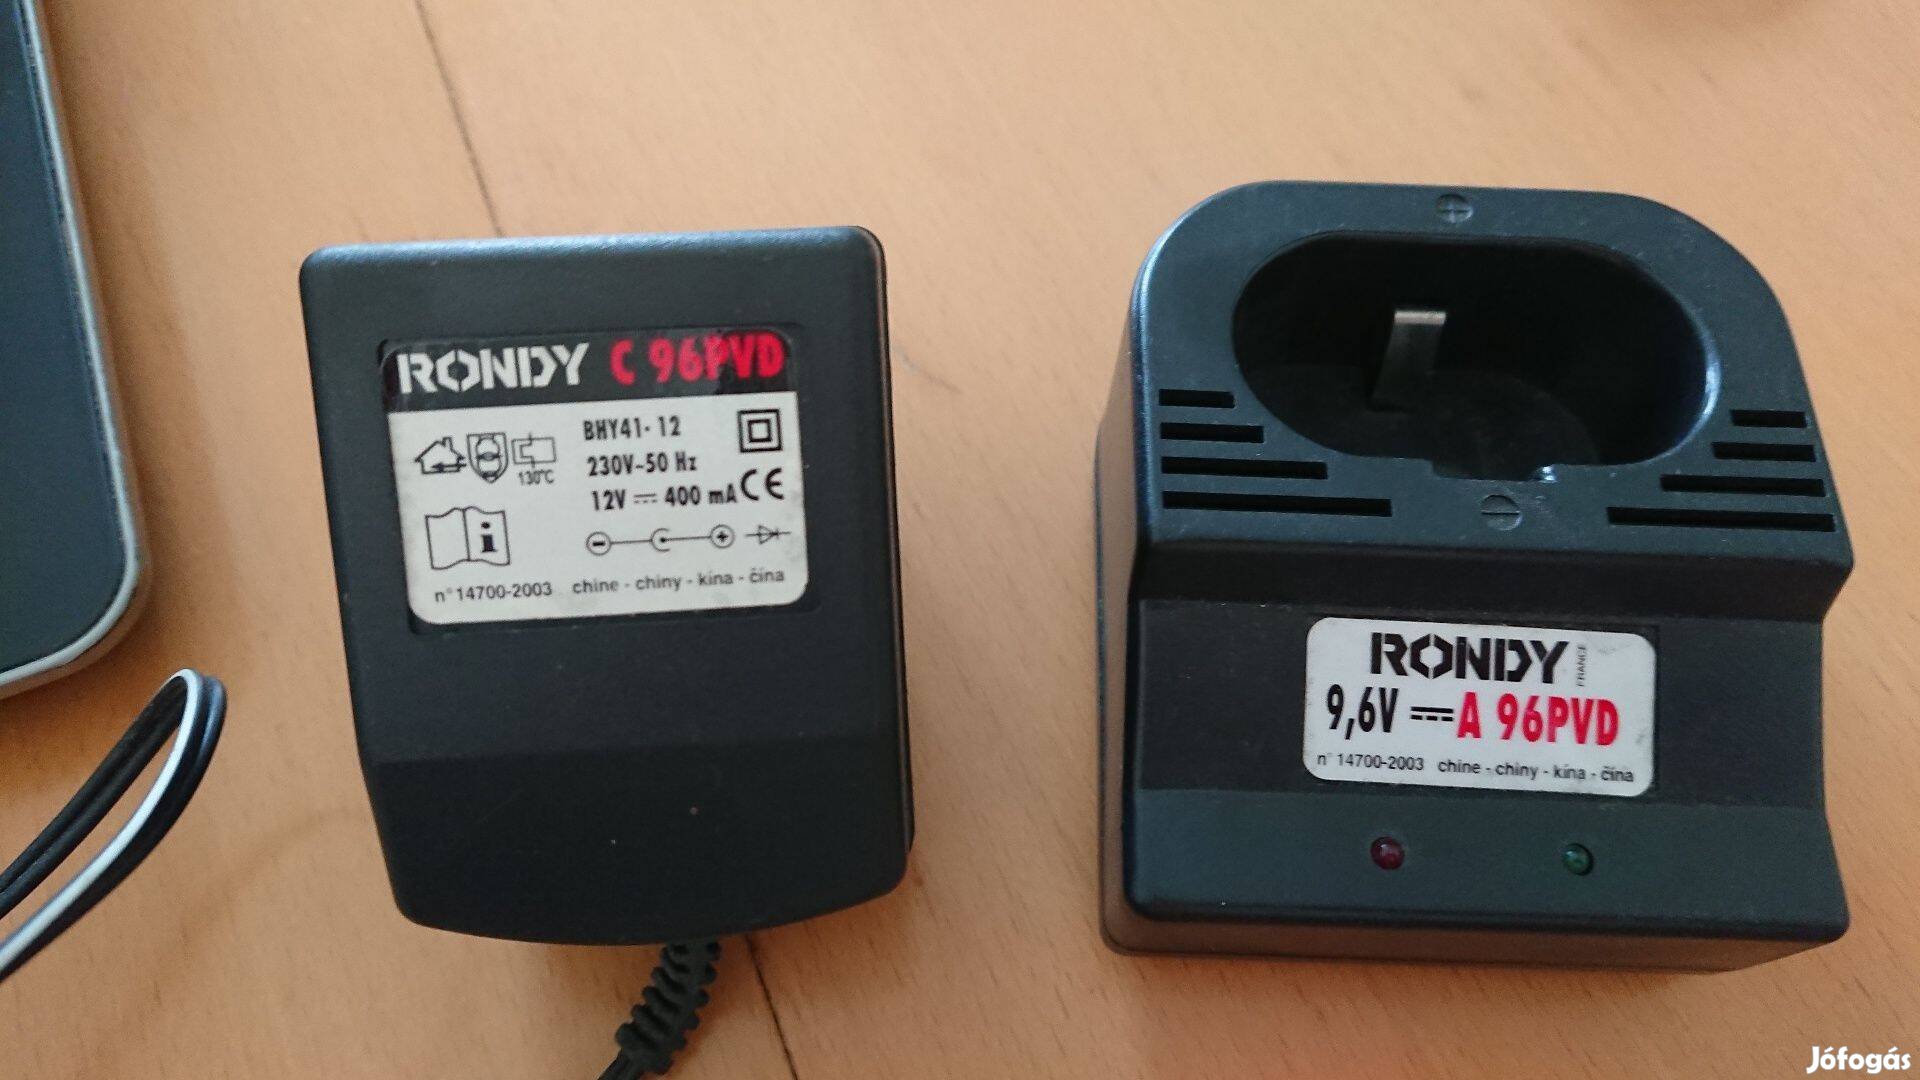 RONDY C 96PVD
BHY41-12
230V~50 Hz
130°C
12V ⎓ 400 mA CE
i
n° 14700-2003 chine - chiny - kína - čína
RONDY FRANCE
9,6V ⎓ A 96PVD
n° 14700-2003 chine - chiny - kína - čína
Jófogás